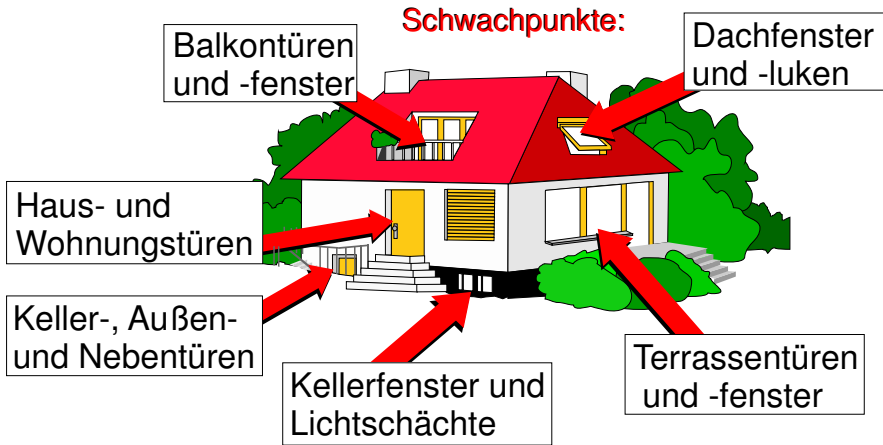 Schwachpunkte:
Balkontüren
und -fenster
Dachfenster
und -luken
Haus- und
Wohnungstüren
Keller-, Außen-
und Nebentüren
Kellerfenster und
Lichtschächte
Terrassentüren
und -fenster